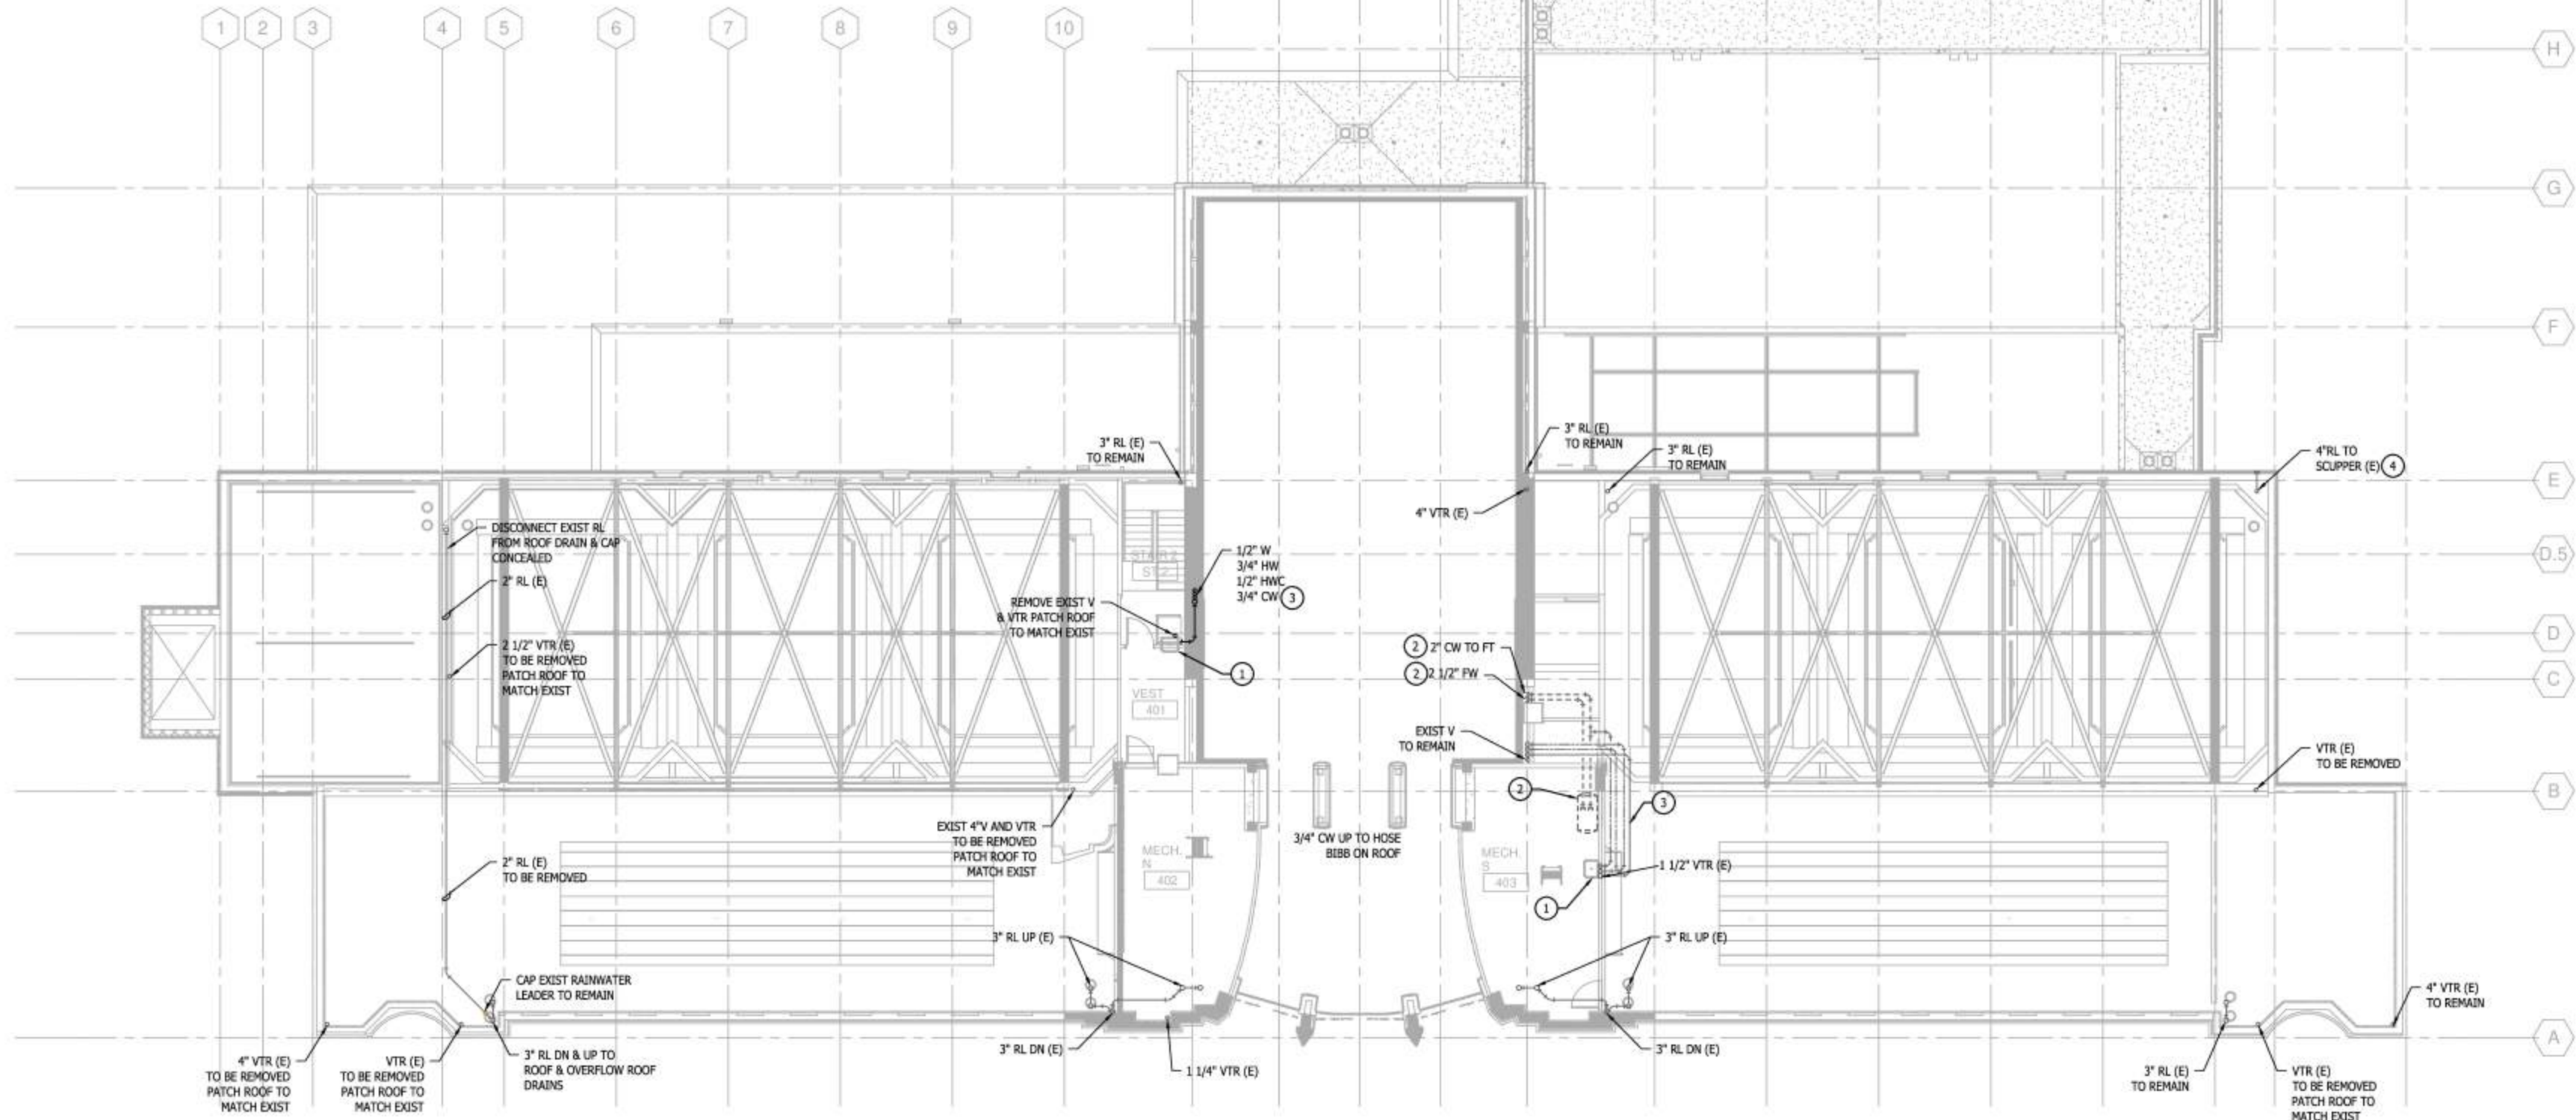 1
2
3
4
5
6
7
8
9
10
H
G
F
3" RL (E)
TO REMAIN
3" RL (E)
TO REMAIN
3" RL (E)
TO REMAIN
4"RL TO
SCUPPER (E) 4
E
4" VTR (E)
DISCONNECT EXIST RL
FROM ROOF DRAIN & CAP
CONCEALED
STAIR 2
ST 2
1/2" W
3/4" HW
1/2" HWC
3/4" CW 3
D.5
2" RL (E)
REMOVE EXIST V
& VTR PATCH ROOF
TO MATCH EXIST
D
2 1/2" VTR (E)
TO BE REMOVED
PATCH ROOF TO
MATCH EXIST
1
2 2" CW TO FT
2 2 1/2" FW
C
VEST
401
EXIST V
TO REMAIN
VTR (E)
TO BE REMOVED
2
3
B
EXIST 4"V AND VTR
TO BE REMOVED
PATCH ROOF TO
MATCH EXIST
3/4" CW UP TO HOSE
BIBB ON ROOF
MECH.
N
402
MECH.
S
403
1 1/2" VTR (E)
1
2" RL (E)
TO BE REMOVED
3" RL UP (E)
3" RL UP (E)
CAP EXIST RAINWATER
LEADER TO REMAIN
4" VTR (E)
TO REMAIN
A
4" VTR (E)
TO BE REMOVED
PATCH ROOF TO
MATCH EXIST
VTR (E)
TO BE REMOVED
PATCH ROOF TO
MATCH EXIST
3" RL DN & UP TO
ROOF & OVERFLOW ROOF
DRAINS
3" RL DN (E)
1 1/4" VTR (E)
3" RL DN (E)
3" RL (E)
TO REMAIN
VTR (E)
TO BE REMOVED
PATCH ROOF TO
MATCH EXIST